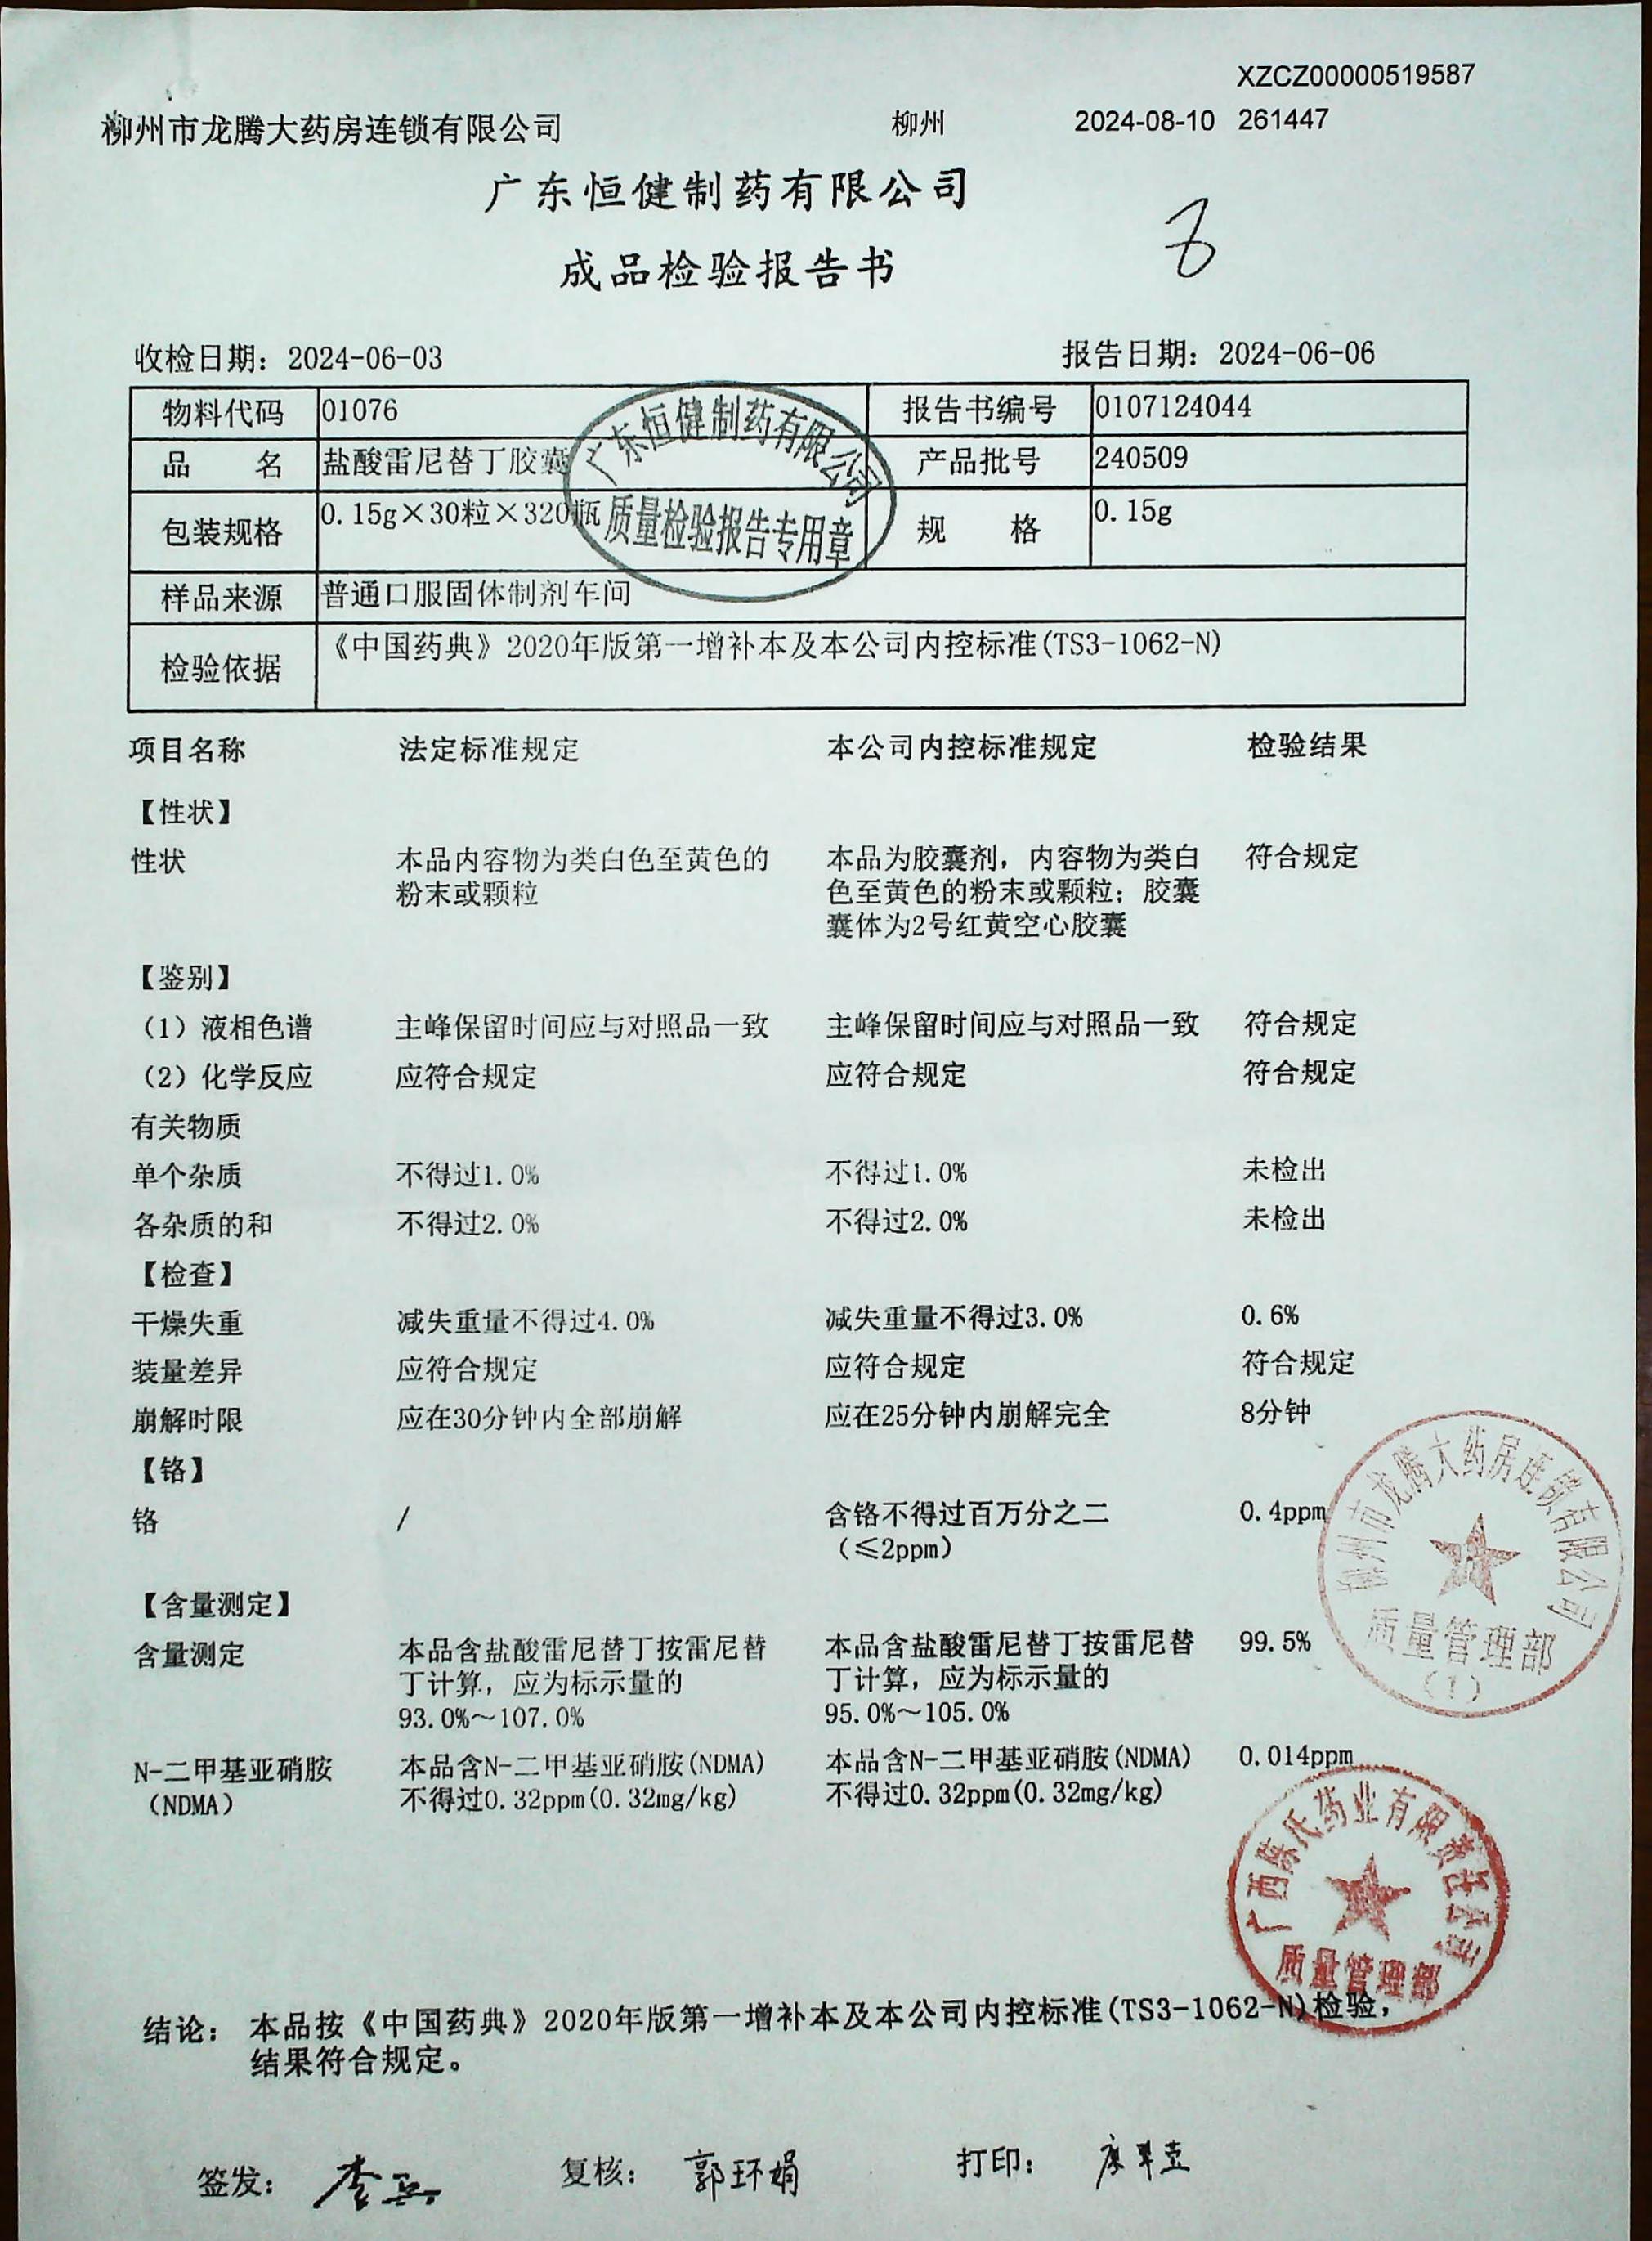 XZCZ00000519587
柳州市龙腾大药房连锁有限公司 柳州 2024-08-10 261447
广东恒健制药有限公司
成品检验报告书
8
收检日期：2024-06-03 报告日期：2024-06-06
物料代码 01076 报告书编号 0107124044
品 名 盐酸雷尼替丁胶囊 产品批号 240509
包装规格 0.15g×30粒×320瓶 规 格 0.15g
广东恒健制药有限公司
质量检验报告专用章
样品来源 普通口服固体制剂车间
检验依据 《中国药典》2020年版第一增补本及本公司内控标准(TS3-1062-N)
项目名称 法定标准规定 本公司内控标准规定 检验结果
【性状】
性状 本品内容物为类白色至黄色的 本品为胶囊剂，内容物为类白 符合规定
粉末或颗粒 色至黄色的粉末或颗粒；胶囊
囊体为2号红黄空心胶囊
【鉴别】
（1）液相色谱 主峰保留时间应与对照品一致 主峰保留时间应与对照品一致 符合规定
（2）化学反应 应符合规定 应符合规定 符合规定
有关物质
单个杂质 不得过1.0% 不得过1.0% 未检出
各杂质的和 不得过2.0% 不得过2.0% 未检出
【检查】
干燥失重 减失重量不得过4.0% 减失重量不得过3.0% 0.6%
装量差异 应符合规定 应符合规定 符合规定
崩解时限 应在30分钟内全部崩解 应在25分钟内崩解完全 8分钟
【铬】
铬 / 含铬不得过百万分之二 0.4ppm
（≤2ppm）
【含量测定】
含量测定 本品含盐酸雷尼替丁按雷尼替 本品含盐酸雷尼替丁按雷尼替 99.5%
丁计算，应为标示量的 丁计算，应为标示量的
93.0%～107.0% 95.0%～105.0%
柳州市龙腾大药房连锁有限公司
质量管理部
（1）
N-二甲基亚硝胺 本品含N-二甲基亚硝胺(NDMA) 本品含N-二甲基亚硝胺(NDMA) 0.014ppm
（NDMA） 不得过0.32ppm(0.32mg/kg) 不得过0.32ppm(0.32mg/kg)
广西陈氏药业有限责任公司
质量管理部
结论： 本品按《中国药典》2020年版第一增补本及本公司内控标准(TS3-1062-N)检验，
结果符合规定。
签发： 复核：郭环娟 打印：